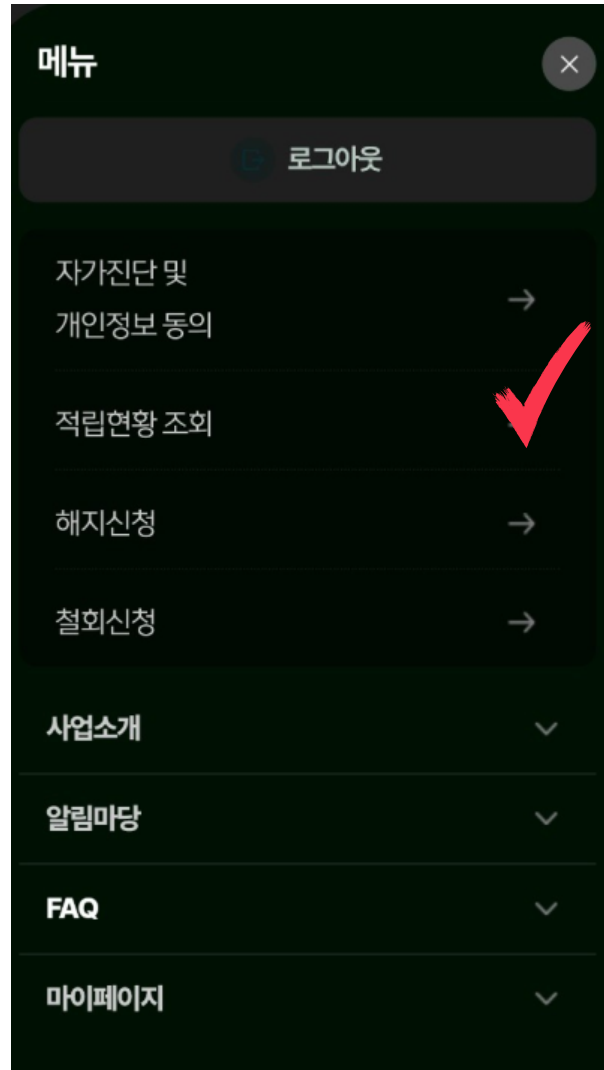 메뉴
로그아웃
자가진단 및
개인정보 동의
적립현황 조회
해지신청
철회신청
사업소개
알림마당
FAQ
마이페이지